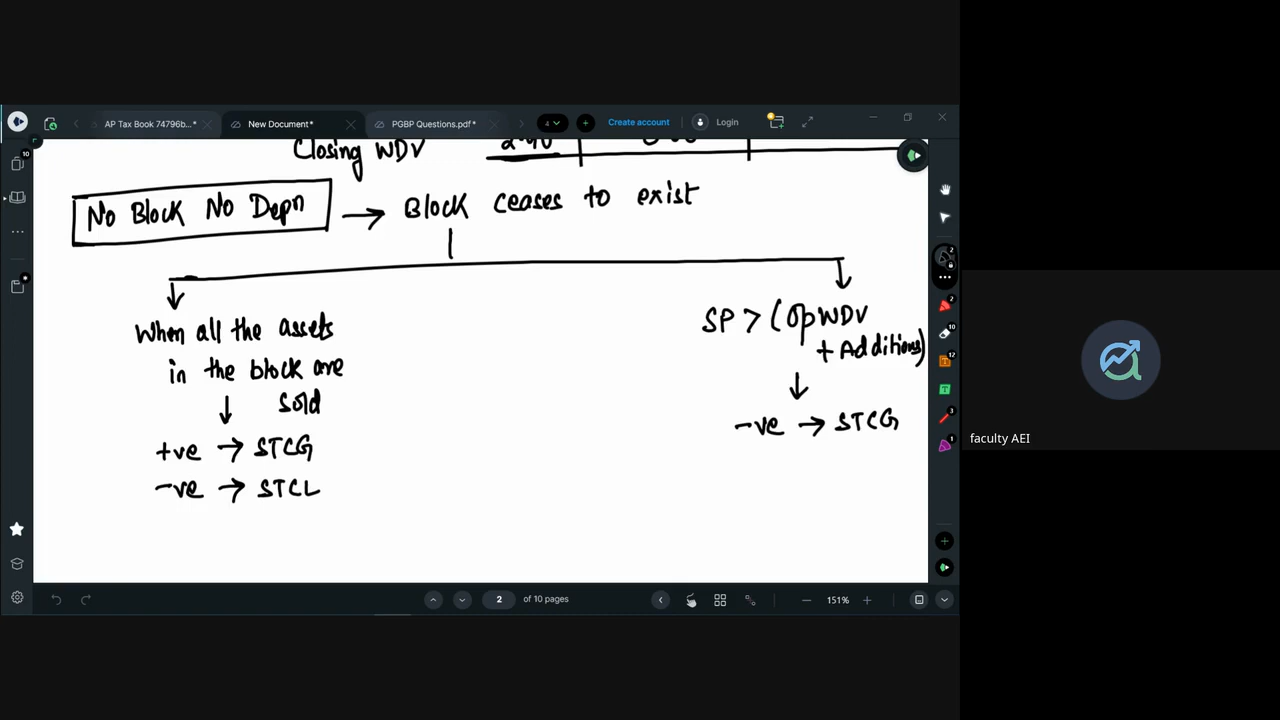 AP Tax Book 74796b...*
New Document*
PGBP Questions.pdf*
4
Create account
Login
Closing WDV
No Block No Depn → Block ceases to exist
When all the assets
in the block are
sold
+ve → STCG
-ve → STCL
SP > (Op WDV
+ Additions)
-ve → STCG
2
of 10 pages
151%
faculty AEI